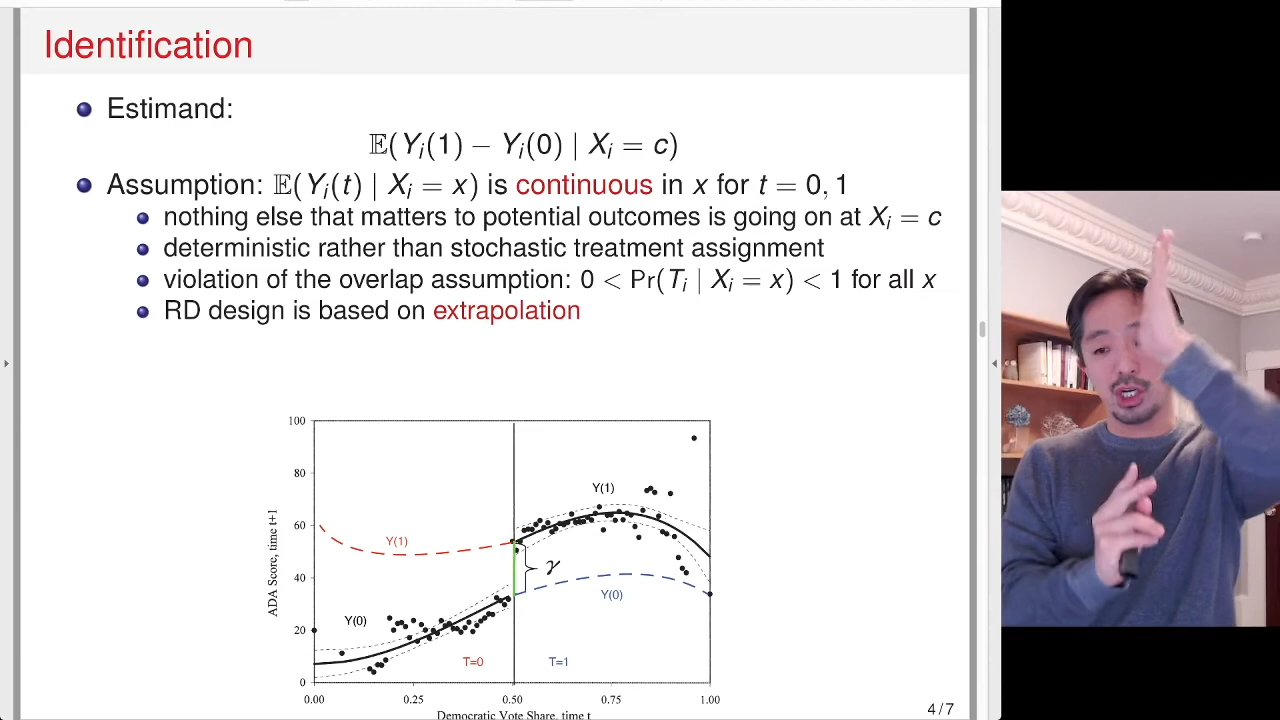 Identification
Estimand:
𝔼(Yᵢ(1) − Yᵢ(0) | Xᵢ = c)
Assumption: 𝔼(Yᵢ(t) | Xᵢ = x) is continuous in x for t = 0, 1
nothing else that matters to potential outcomes is going on at Xᵢ = c
deterministic rather than stochastic treatment assignment
violation of the overlap assumption: 0 < Pr(Tᵢ | Xᵢ = x) < 1 for all x
RD design is based on extrapolation
100
80
60
40
20
0
ADA Score, time t+1
Y(1)
Y(1)
γ
Y(0)
Y(0)
T=0
T=1
0.00
0.25
0.50
0.75
1.00
Democratic Vote Share, time t
4/7